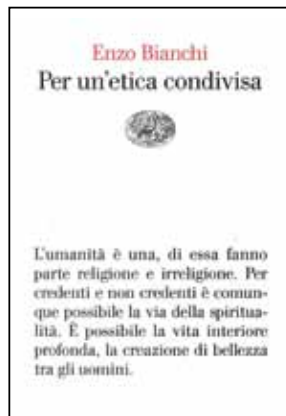 Enzo Bianchi
Per un'etica condivisa
L'umanità è una, di essa fanno
parte religione e irreligione. Per
credenti e non credenti è comun-
que possibile la via della spiritua-
lità. È possibile la vita interiore
profonda, la creazione di bellezza
tra gli uomini.